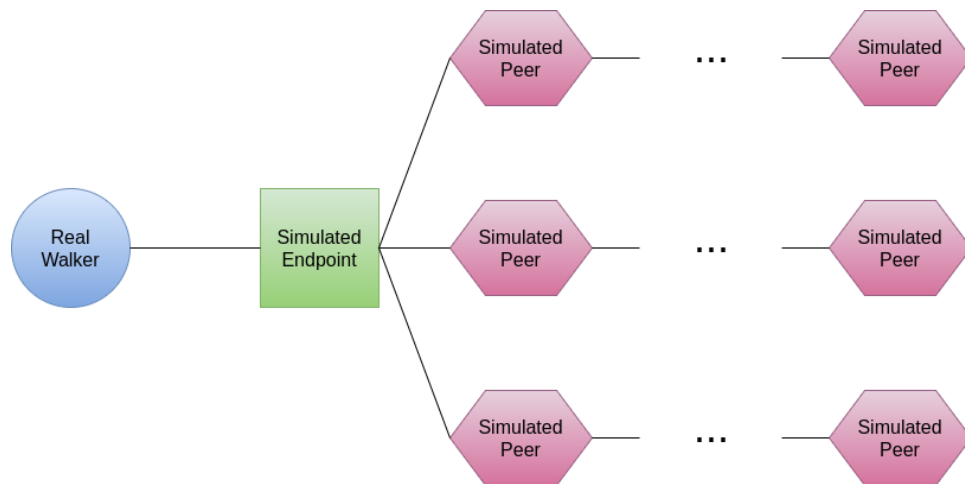 Simulated
Peer
...
Simulated
Peer
Real
Walker
Simulated
Endpoint
Simulated
Peer
...
Simulated
Peer
Simulated
Peer
...
Simulated
Peer